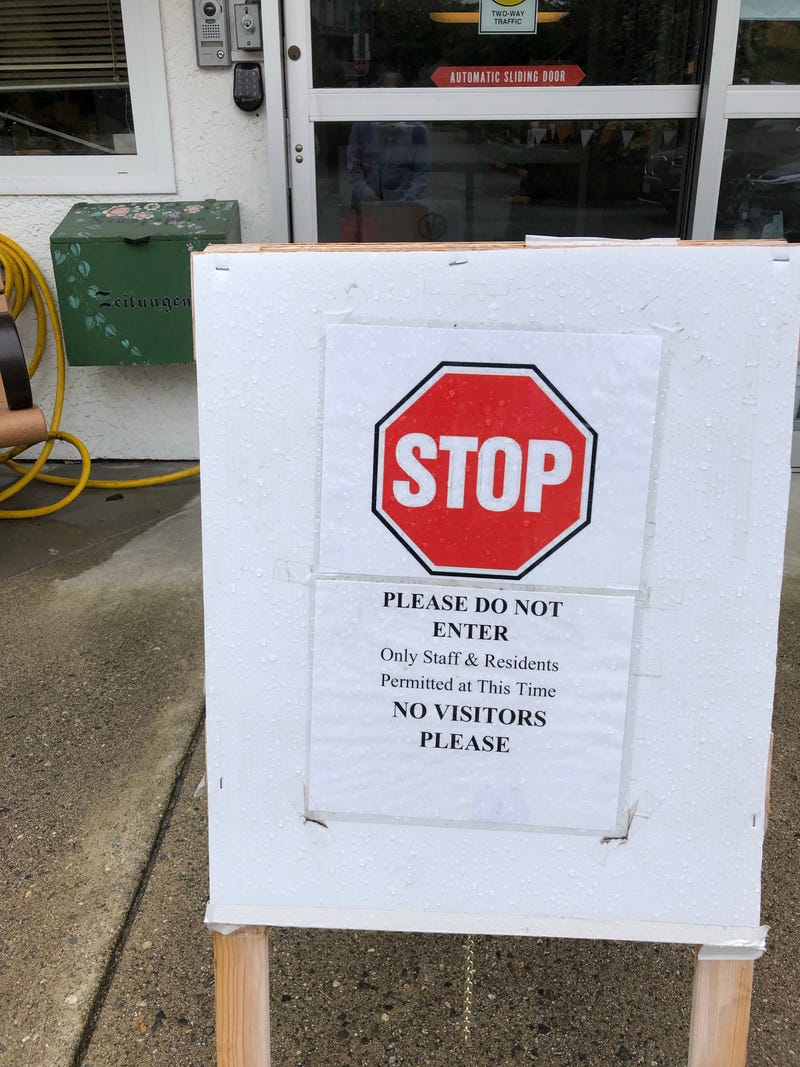 TWO-WAY
TRAFFIC
AUTOMATIC SLIDING DOOR
Zeitungen
STOP
PLEASE DO NOT
ENTER
Only Staff & Residents
Permitted at This Time
NO VISITORS
PLEASE